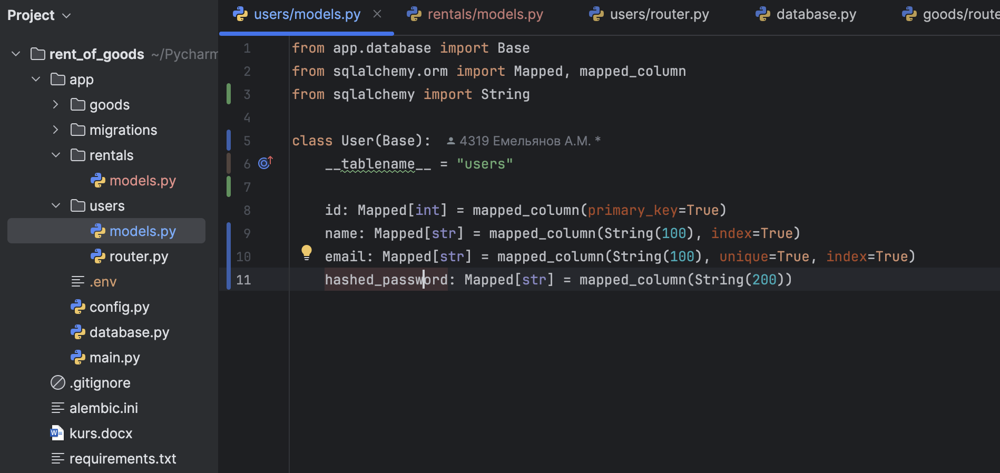 Project
rent_of_goods ~/Pycharm
app
goods
migrations
rentals
models.py
users
models.py
router.py
.env
config.py
database.py
main.py
.gitignore
alembic.ini
kurs.docx
requirements.txt
users/models.py
rentals/models.py
users/router.py
database.py
goods/route
1 from app.database import Base
2 from sqlalchemy.orm import Mapped, mapped_column
3 from sqlalchemy import String
4
5 class User(Base): 4319 Емельянов А.М. *
6 __tablename__ = "users"
7
8 id: Mapped[int] = mapped_column(primary_key=True)
9 name: Mapped[str] = mapped_column(String(100), index=True)
10 email: Mapped[str] = mapped_column(String(100), unique=True, index=True)
11 hashed_password: Mapped[str] = mapped_column(String(200))